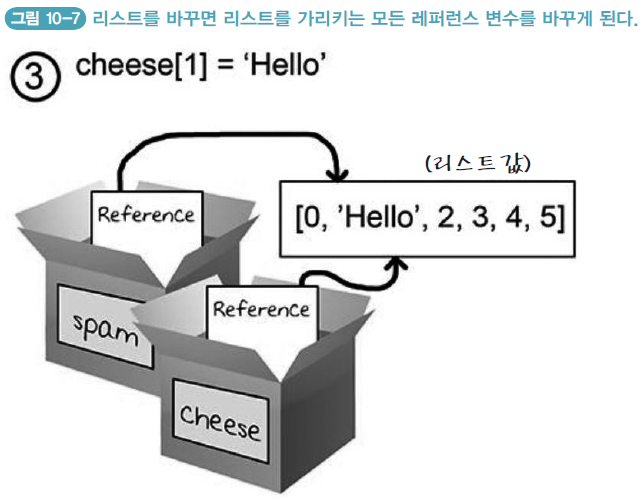 그림 10-7 리스트를 바꾸면 리스트를 가리키는 모든 레퍼런스 변수를 바꾸게 된다.
③ cheese[1] = ‘Hello’
(리스트 값)
Reference
[0, ’Hello’, 2, 3, 4, 5]
Reference
spam
cheese